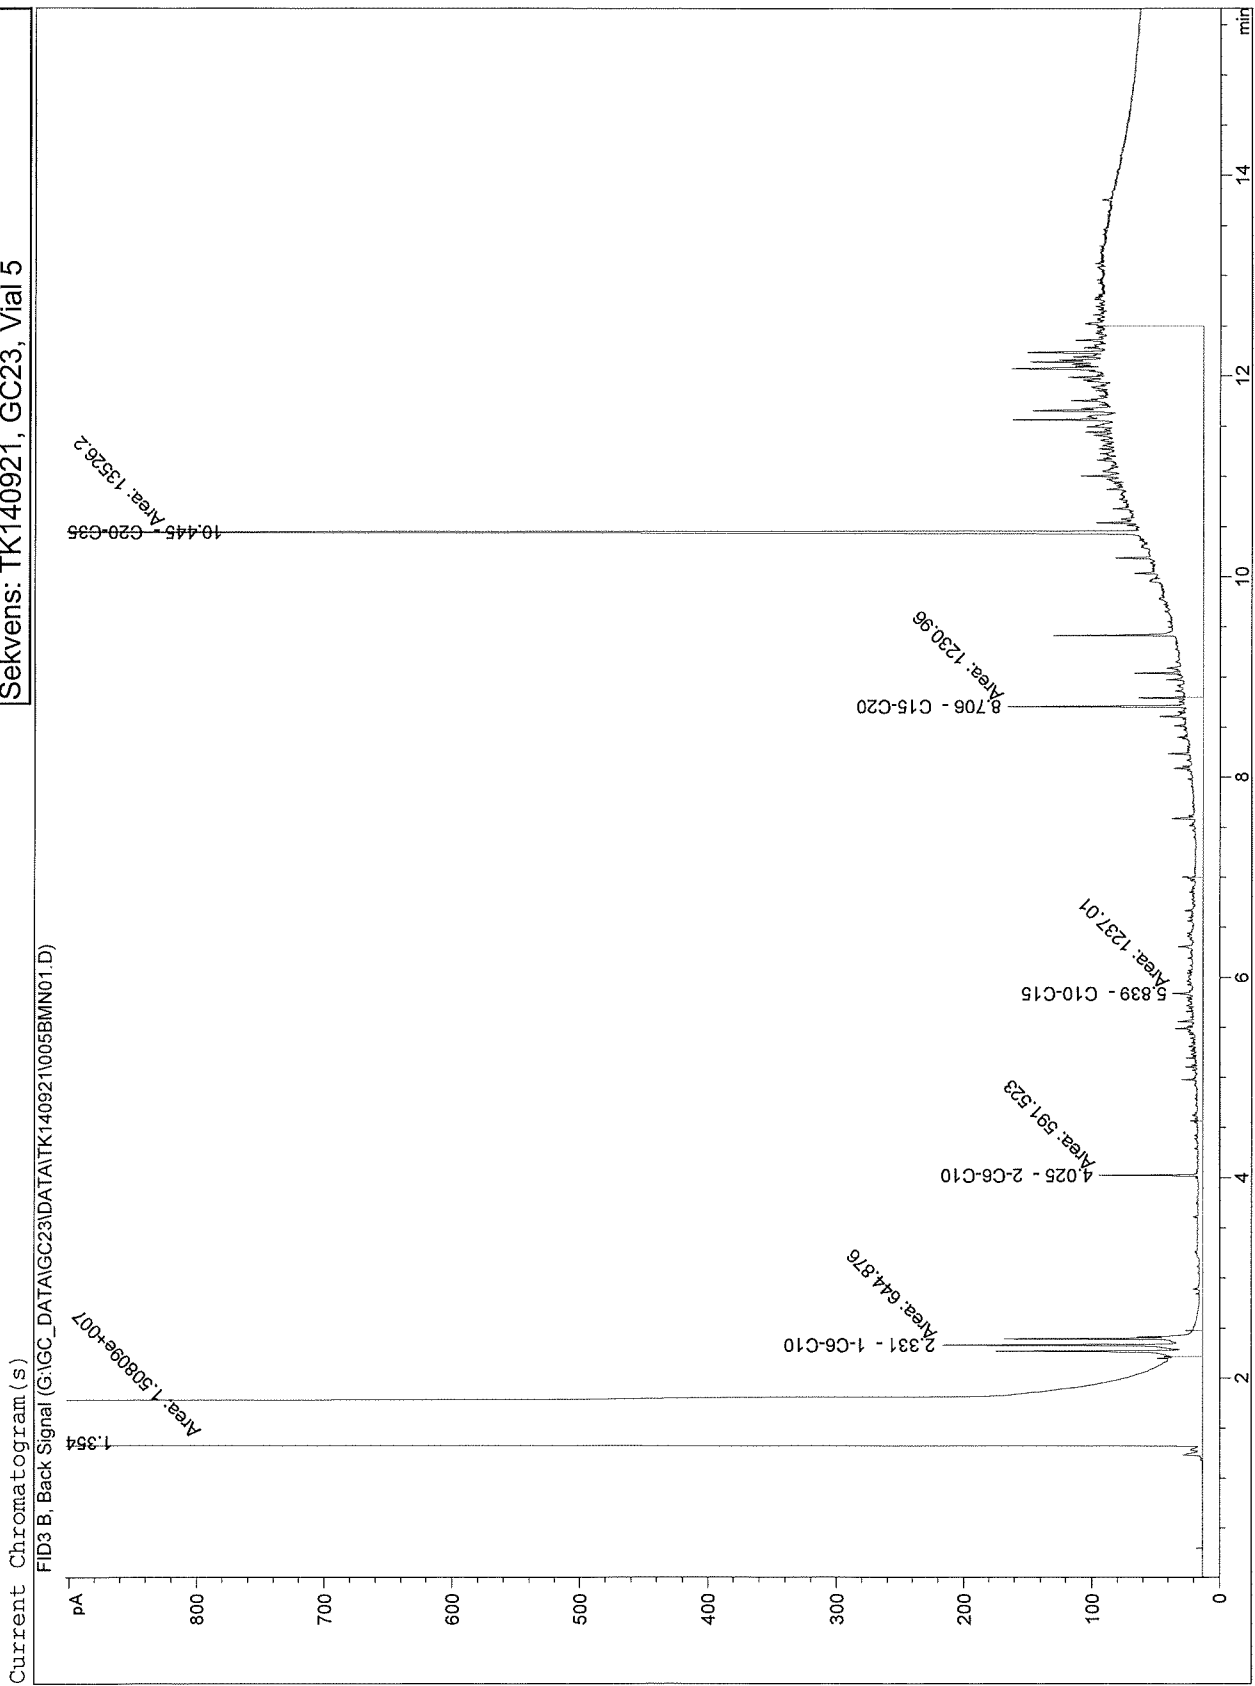 Sekvens: TK140921, GC23, Vial 5
Current Chromatogram(s)
FID3 B, Back Signal (G:\GC_DATA\GC23\DATA\TK140921\005BMN01.D)
pA
800
700
600
500
400
300
200
100
0
1.354
Area: 1.50809e+007
2.331 - 1-C6-C10
Area: 644.876
4.025 - 2-C6-C10
Area: 591.523
5.839 - C10-C15
Area: 1237.01
8.706 - C15-C20
Area: 1230.96
10.445 - C20-C35
Area: 13526.2
2
4
6
8
10
12
14
min